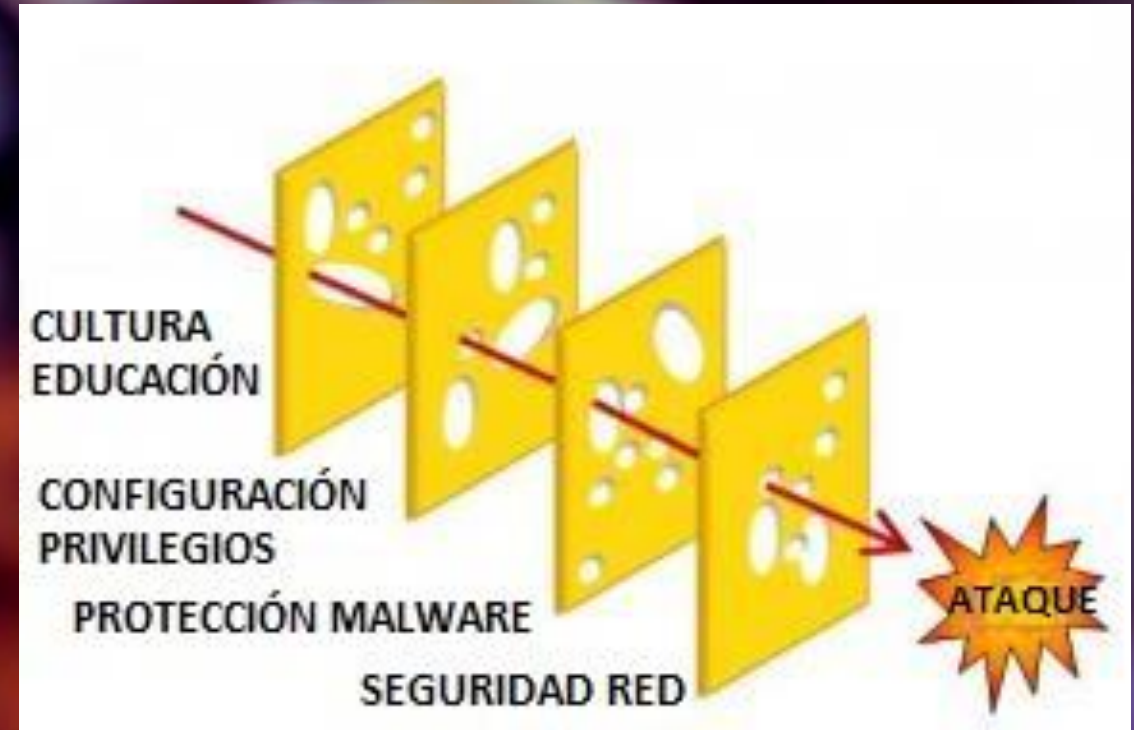 CULTURA
EDUCACIÓN
CONFIGURACIÓN
PRIVILEGIOS
PROTECCIÓN MALWARE
SEGURIDAD RED
ATAQUE